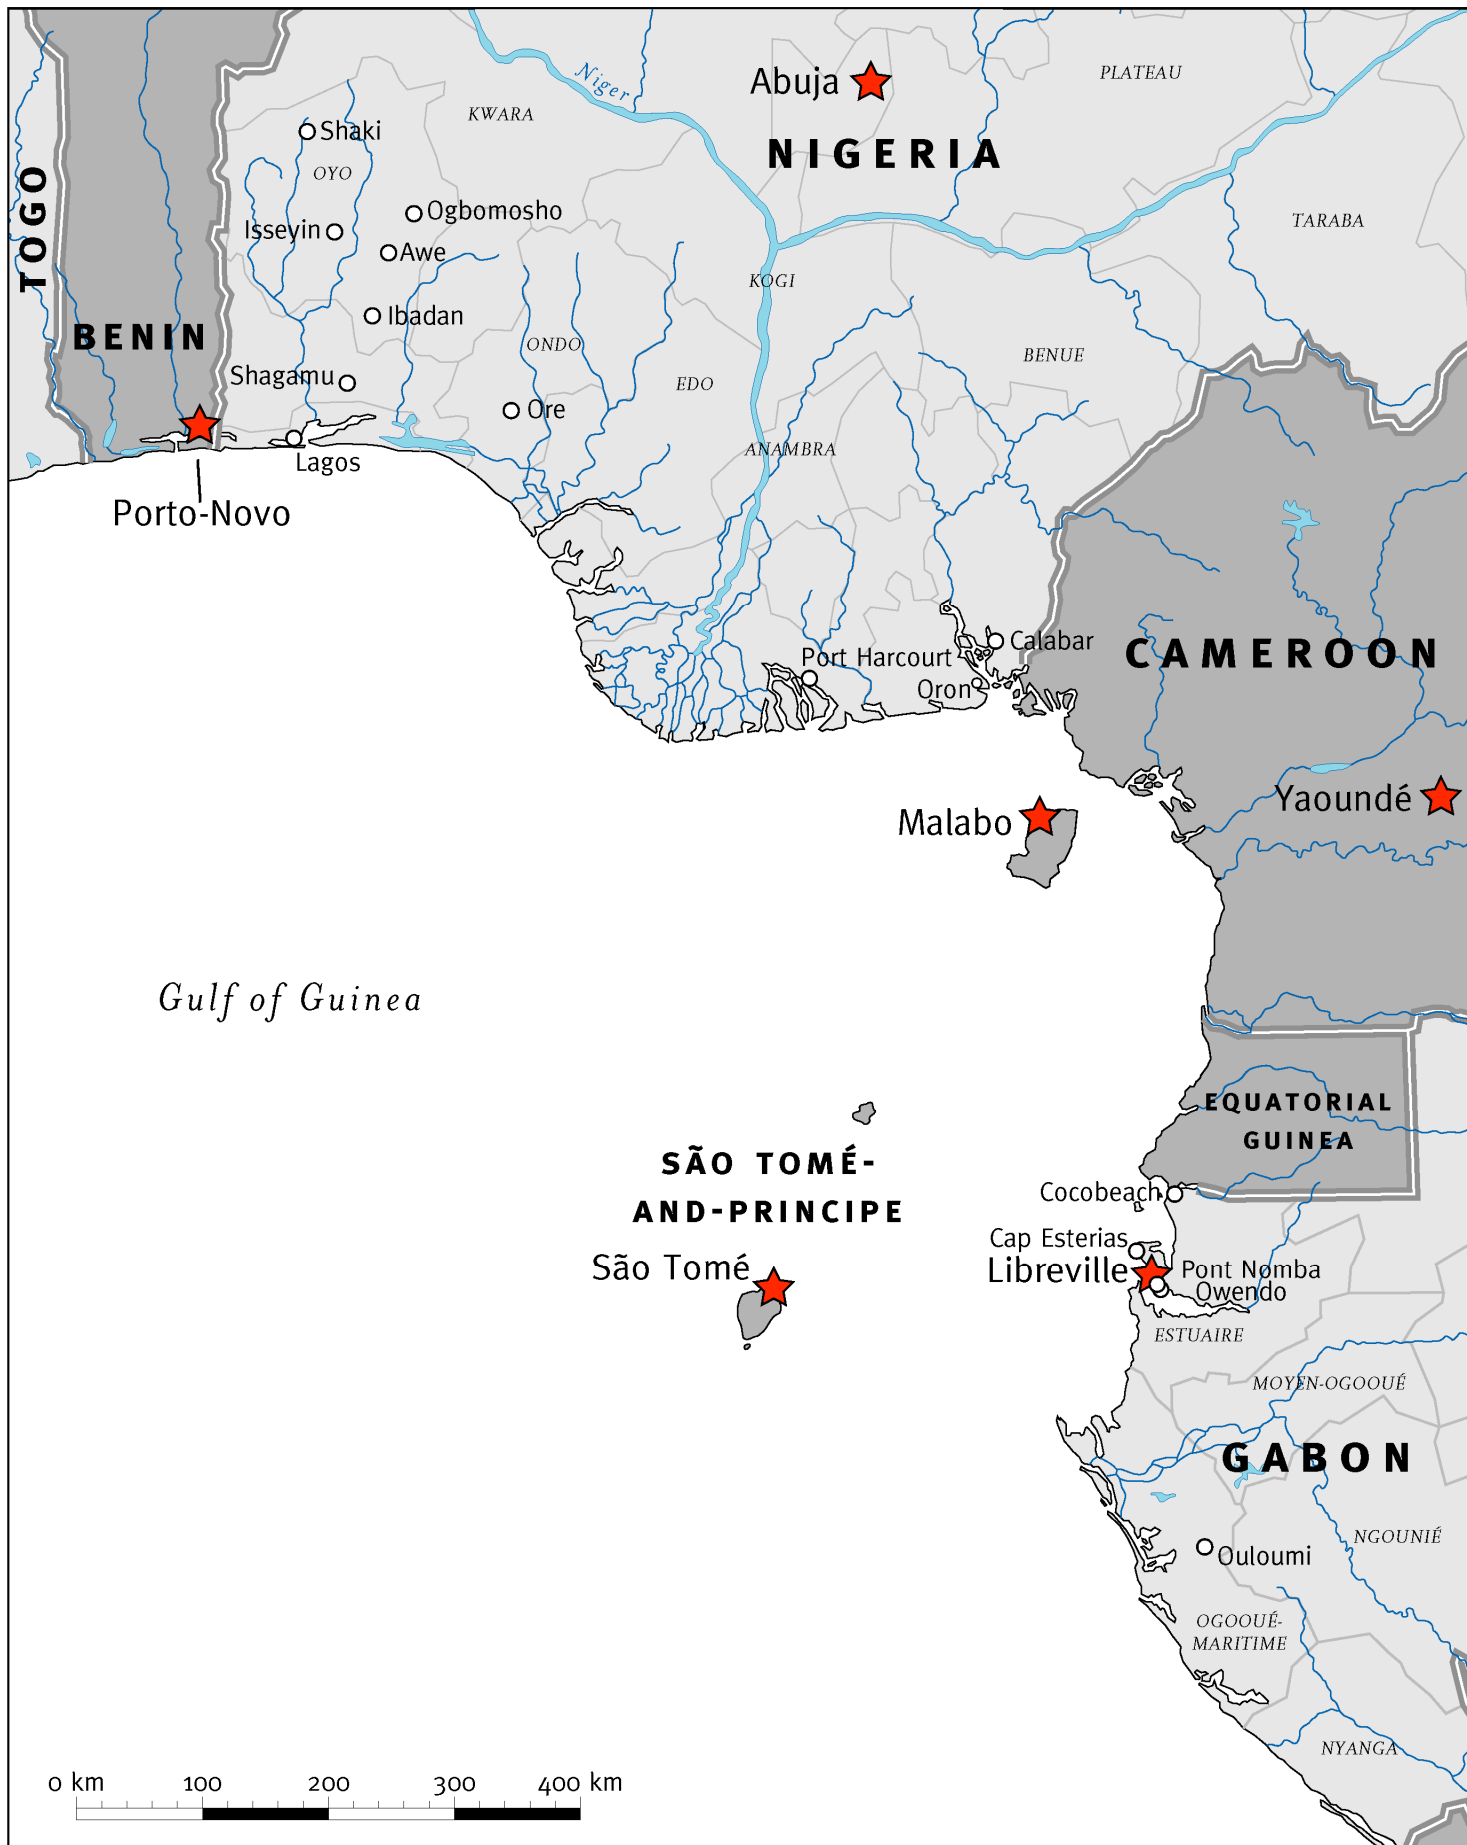 Niger
Abuja
PLATEAU
KWARA
NIGERIA
Shaki
OYO
TOGO
Ogbomosho
Isseyin
TARABA
Awe
KOGI
Ibadan
BENIN
ONDO
BENUE
Shagamu
EDO
Ore
ANAMBRA
Lagos
Porto-Novo
Calabar
CAMEROON
Port Harcourt
Oron
Yaoundé
Malabo
Gulf of Guinea
EQUATORIAL
GUINEA
SÃO TOMÉ-
AND-PRINCIPE
Cocobeach
Cap Esterias
São Tomé
Libreville
Pont Nomba
Owendo
ESTUAIRE
MOYEN-OGOOUÉ
GABON
NGOUNIÉ
Ouloumi
OGOOUÉ-
MARITIME
NYANGA
0 km 100 200 300 400 km